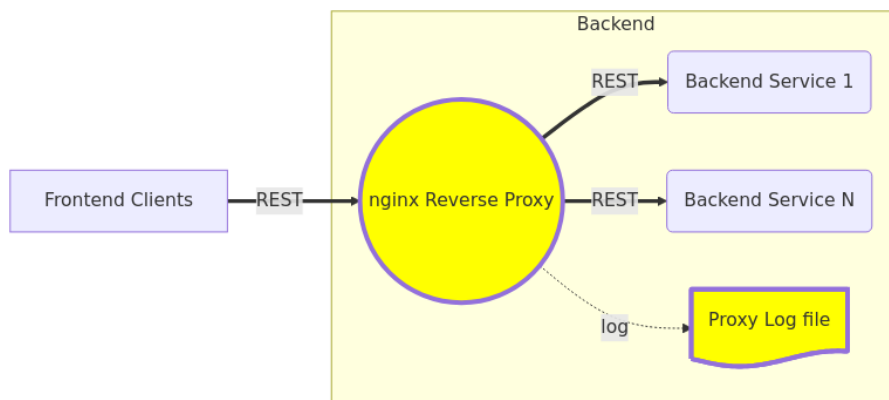 Backend
REST
Backend Service 1
Frontend Clients
REST
nginx Reverse Proxy
REST
Backend Service N
log
Proxy Log file